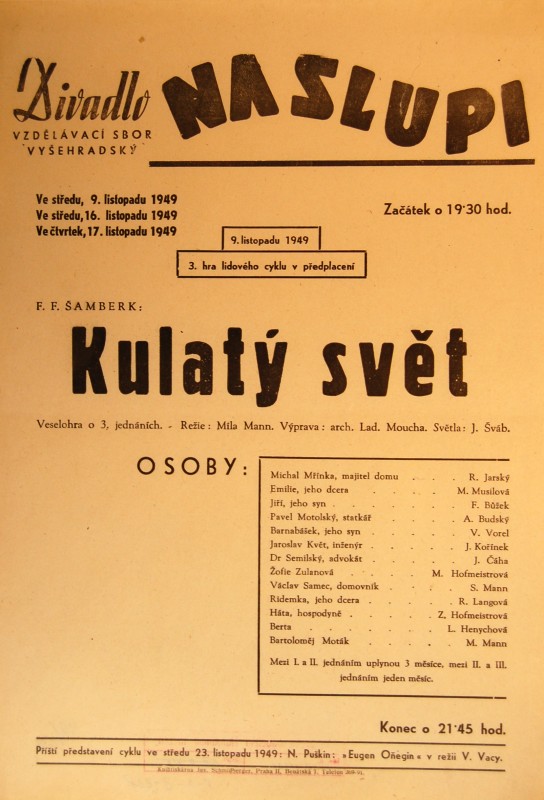 Divadlo
VZDĚLÁVACÍ SBOR
VYŠEHRADSKÝ
NA SLUPI
Ve středu, 9. listopadu 1949
Ve středu, 16. listopadu 1949
Ve čtvrtek, 17. listopadu 1949
Začátek o 19·30 hod.
9. listopadu 1949
3. hra lidového cyklu v předplacení
F. F. ŠAMBERK:
Kulatý svět
Veselohra o 3. jednáních. - Režie: Míla Mann. Výprava: arch. Lad. Moucha. Světla: J. Šváb.
OSOBY:
Michal Mřínka, majitel domu . . . R. Jarský
Emilie, jeho dcera . . . . M. Musilová
Jiří, jeho syn . . . . . . F. Bůžek
Pavel Motolský, statkář . . . . A. Budský
Barnabášek, jeho syn . . . . . V. Vorel
Jaroslav Květ, inženýr . . . . J. Kořínek
Dr Semilský, advokát . . . . . J. Čáha
Žofie Zulanová . . . . M. Hofmeistrová
Václav Samec, domovník . . . . S. Mann
Ridemka, jeho dcera . . . . . R. Langová
Háta, hospodyně . . . . Z, Hofmeistrová
Berta . . . . . . L. Henychová
Bartoloměj Moták . . . . . M. Mann
Mezi I. a II. jednáním uplynou 3 měsíce, mezi II. a III.
jednáním jeden měsíc.
Konec o 21·45 hod.
Příští představení cyklu ve středu 23. listopadu 1949: N. Puškin: »Eugen Oněgin« v režii V. Vacy.
Knihtiskárna Jos. Praha II, Benátská